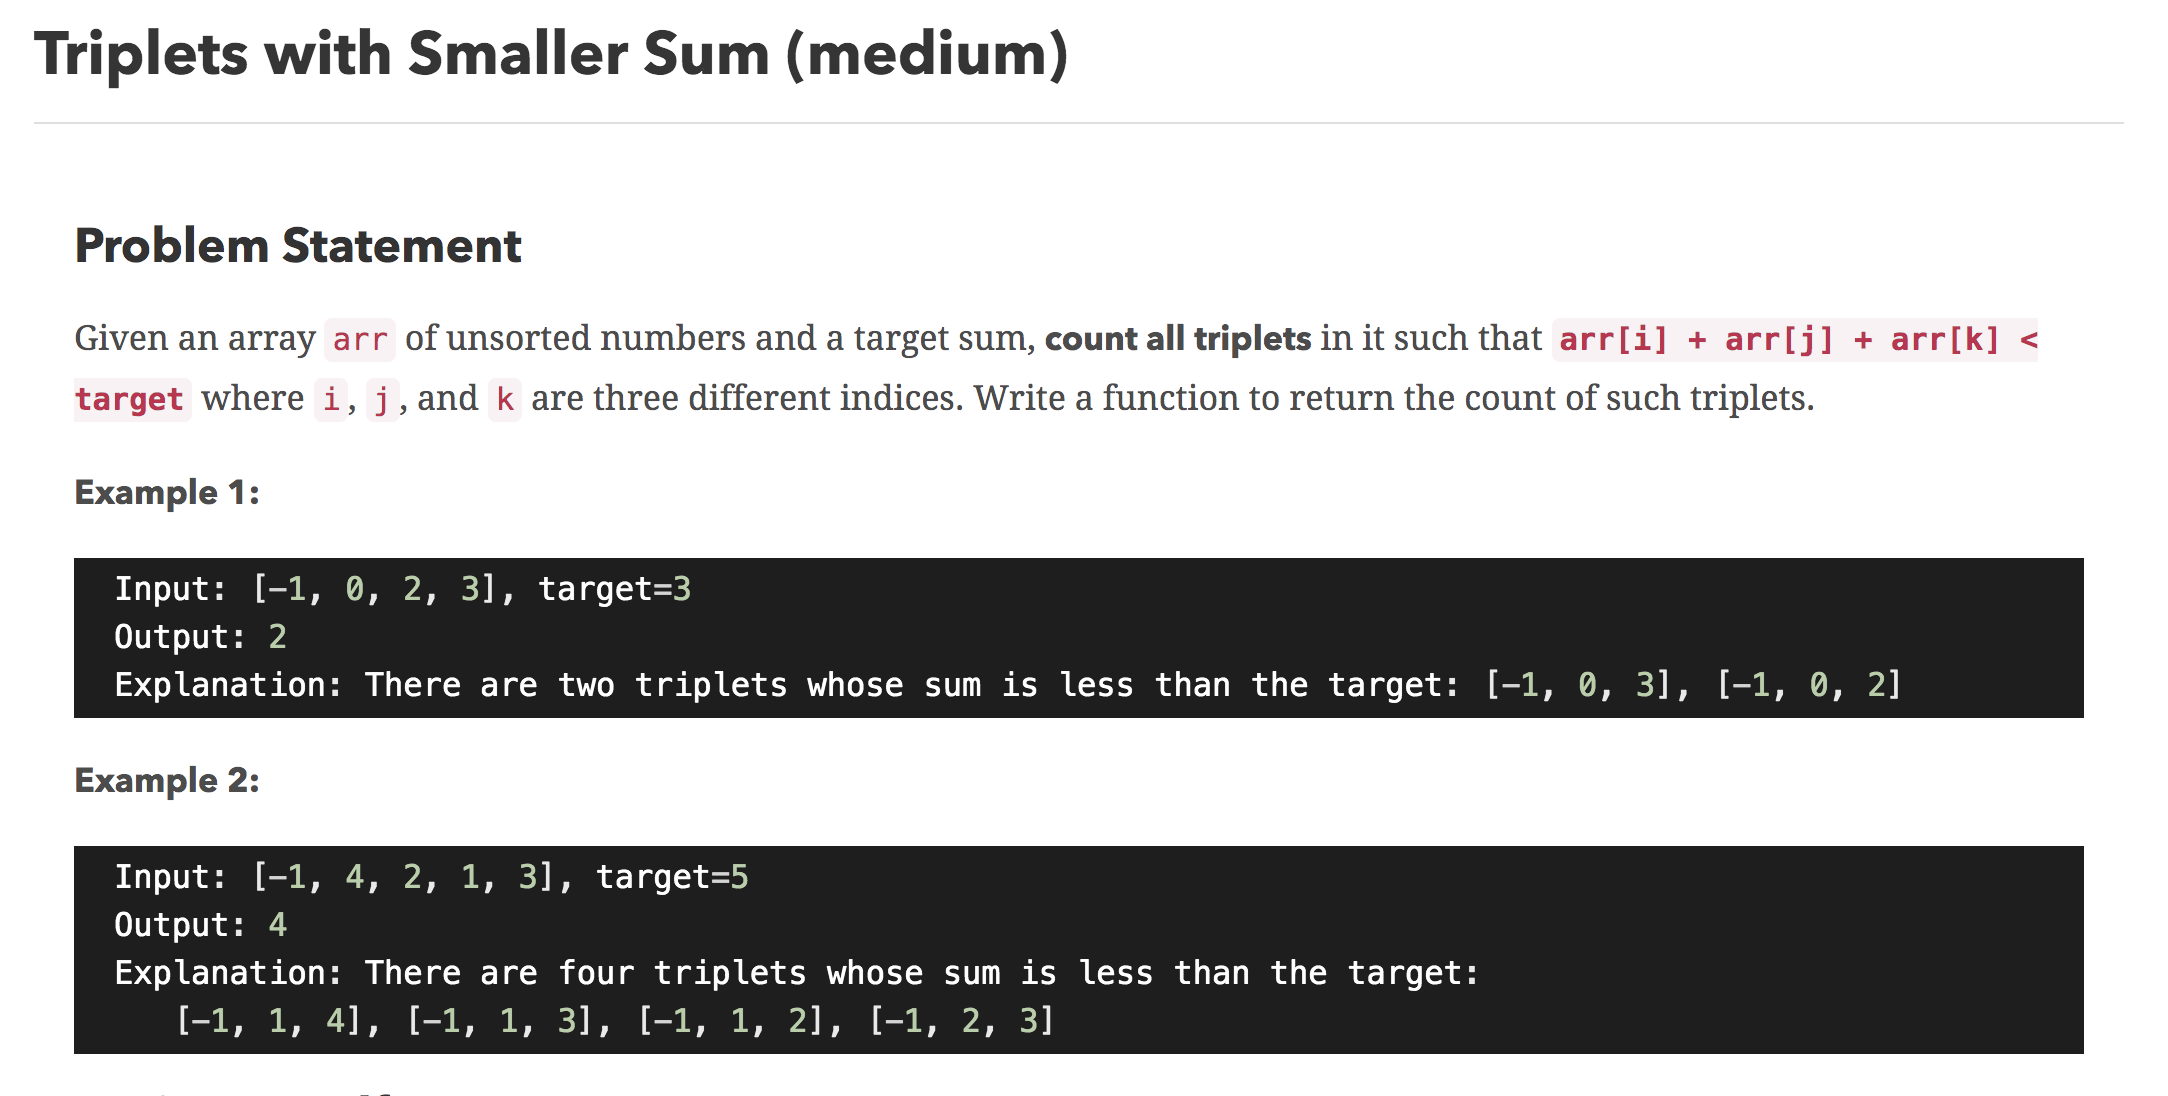 Triplets with Smaller Sum (medium)
Problem Statement
Given an array arr of unsorted numbers and a target sum, count all triplets in it such that arr[i] + arr[j] + arr[k] <
target where i, j, and k are three different indices. Write a function to return the count of such triplets.
Example 1:
Input: [-1, 0, 2, 3], target=3
Output: 2
Explanation: There are two triplets whose sum is less than the target: [-1, 0, 3], [-1, 0, 2]
Example 2:
Input: [-1, 4, 2, 1, 3], target=5
Output: 4
Explanation: There are four triplets whose sum is less than the target:
[-1, 1, 4], [-1, 1, 3], [-1, 1, 2], [-1, 2, 3]